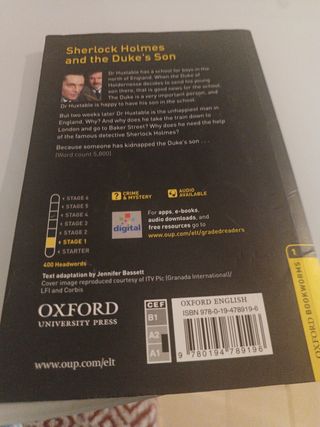 Sherlock Holmes
and the Duke's Son
Dr Huxtable has a school for boys in the
north of England. When the Duke of
Holdernesse decides to send his young
son there, that is good news for the school.
The Duke is a very important person, and
Dr Huxtable is happy to have his son in the school.
But two weeks later Dr Huxtable is the unhappiest man in
England. Why? And why does he take the train down to
London and go to Baker Street? Why does he need the help
of the famous detective Sherlock Holmes?
Because someone has kidnapped the Duke's son . . .
[Word count 5,800]
STAGE 6
STAGE 5
STAGE 4
STAGE 3
STAGE 2
STAGE 1
STARTER
400 Headwords
? CRIME
& MYSTERY
AUDIO
AVAILABLE
digital
For apps, e-books,
audio downloads, and
free resources go to
www.oup.com/elt/gradedreaders
Text adaptation by Jennifer Bassett
Cover image reproduced courtesy of ITV Plc (Granada International)/
LFI and Corbis
OXFORD
UNIVERSITY PRESS
www.oup.com/elt
CEF
B1
A2
A1
OXFORD ENGLISH
ISBN 978-0-19-478919-6
9 780194 789196
1
OXFORD BOOKWORMS